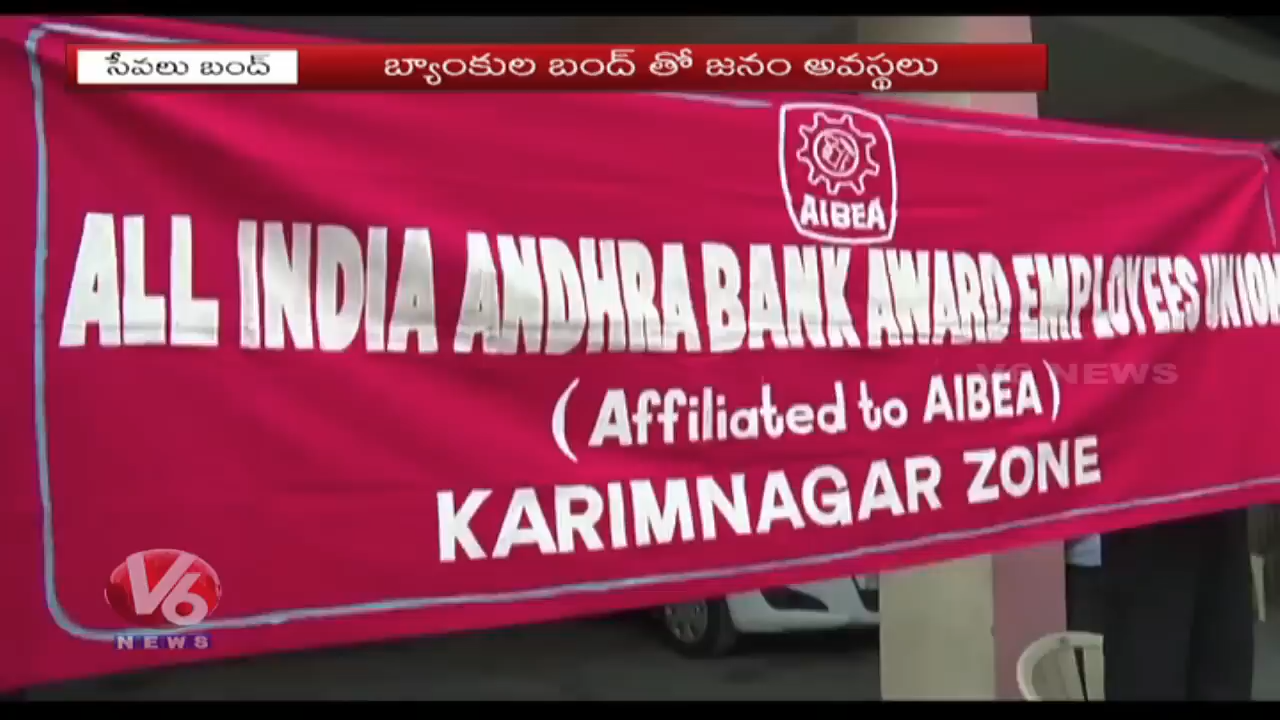 సేవలు బంద్
బ్యాంకుల బంద్ తో జనం అవస్థలు
AIBEA
ALL INDIA ANDHRA BANK AWARD EMPLOYEES UNION
V6 NEWS
(Affiliated to AIBEA)
KARIMNAGAR ZONE
V6
NEWS